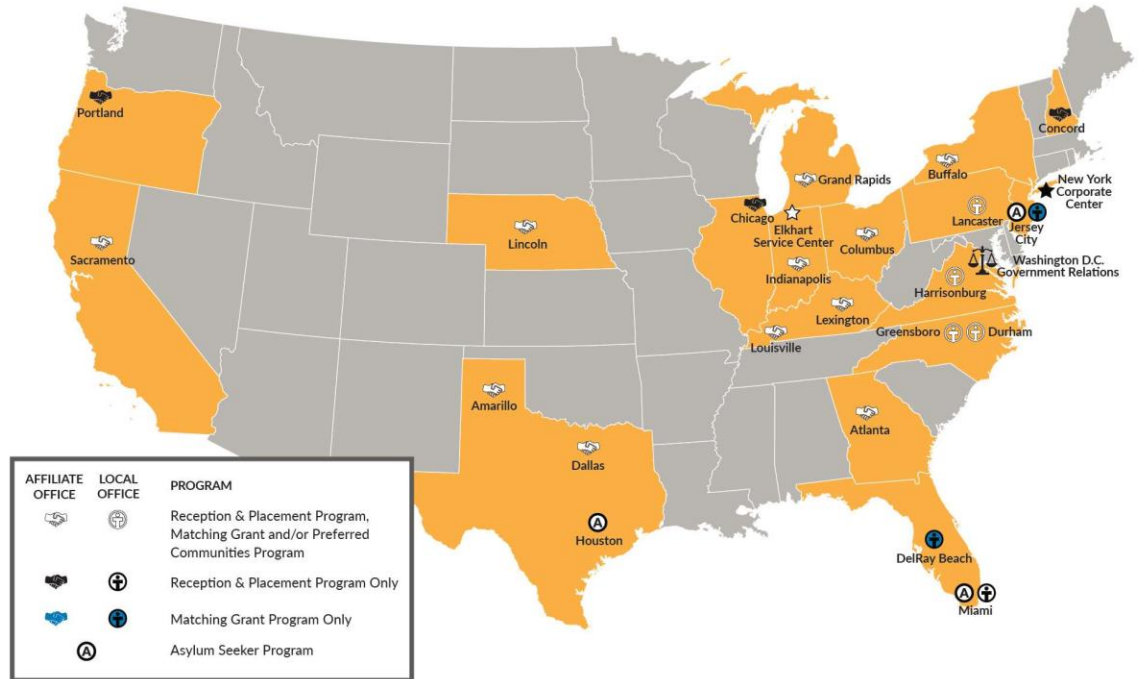 Portland
Concord
Buffalo
Grand Rapids
New York
Corporate
Center
Chicago
Elkhart
Service Center
Lancaster
A
Jersey
City
Lincoln
Columbus
Sacramento
Indianapolis
Washington D.C.
Government Relations
Harrisonburg
Lexington
Louisville
Greensboro
Durham
Amarillo
Atlanta
Dallas
A
Houston
DelRay Beach
A
Miami
AFFILIATE
OFFICE
LOCAL
OFFICE
PROGRAM
Reception & Placement Program,
Matching Grant and/or Preferred
Communities Program
Reception & Placement Program Only
Matching Grant Program Only
A
Asylum Seeker Program